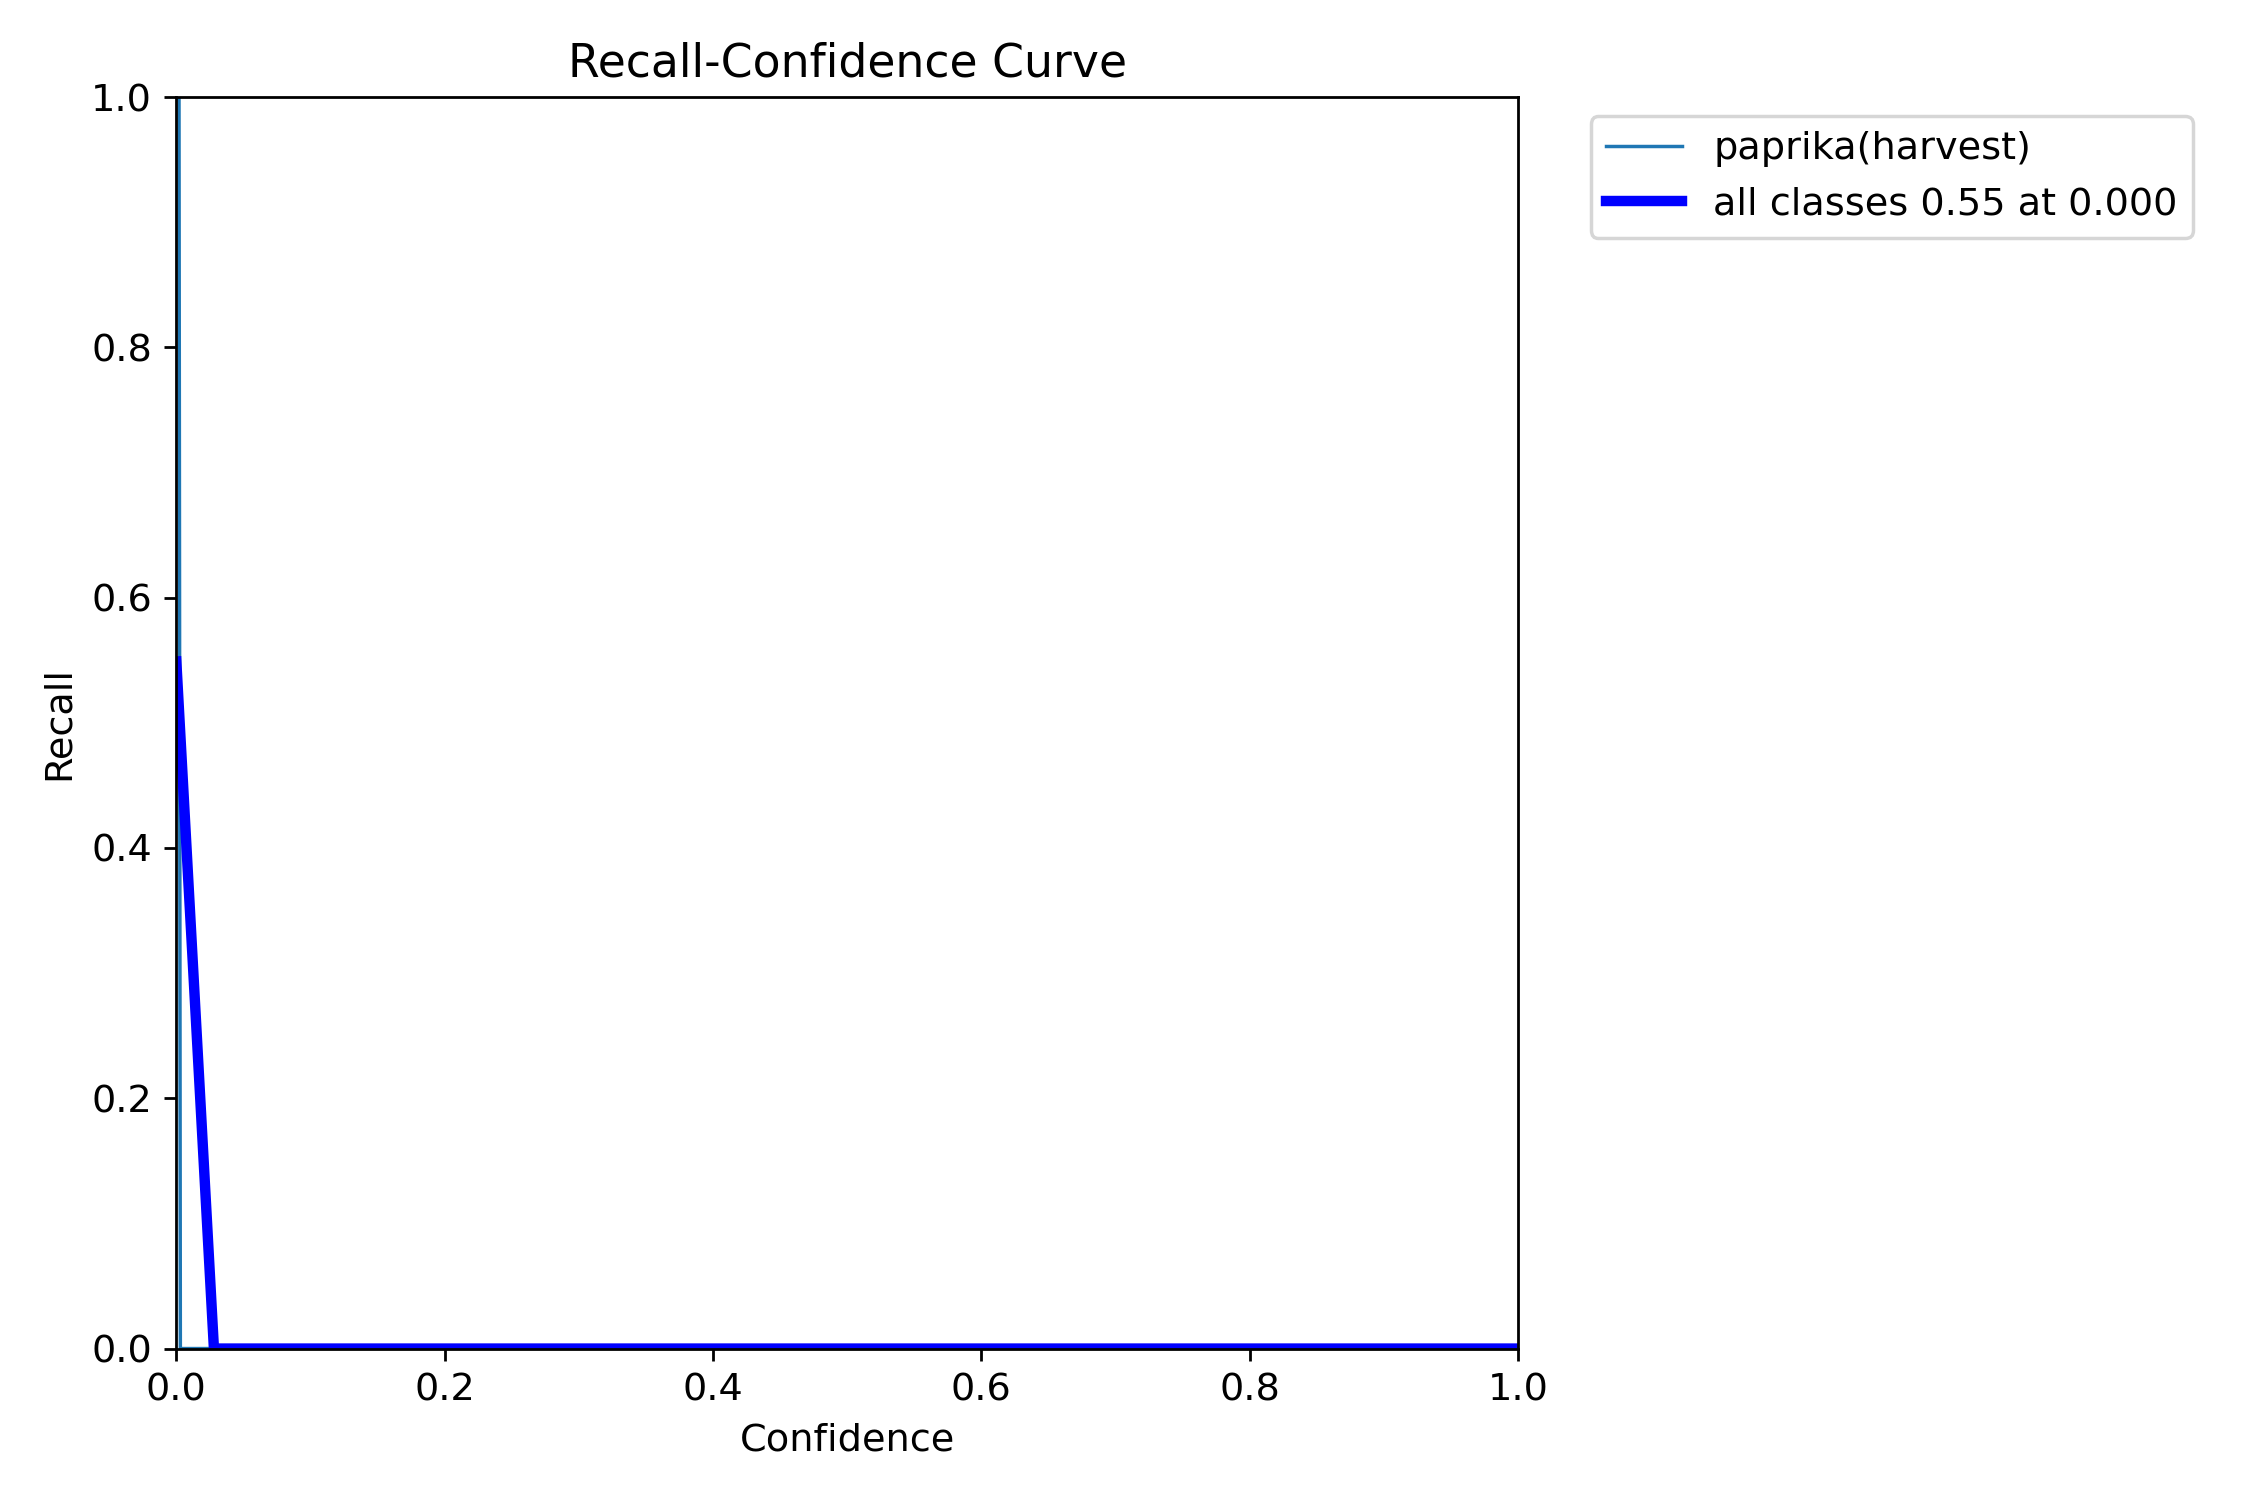 Recall-Confidence Curve
1.0
0.8
0.6
0.4
0.2
0.0
Recall
0.0 0.2 0.4 0.6 0.8 1.0
Confidence
paprika(harvest)
all classes 0.55 at 0.000